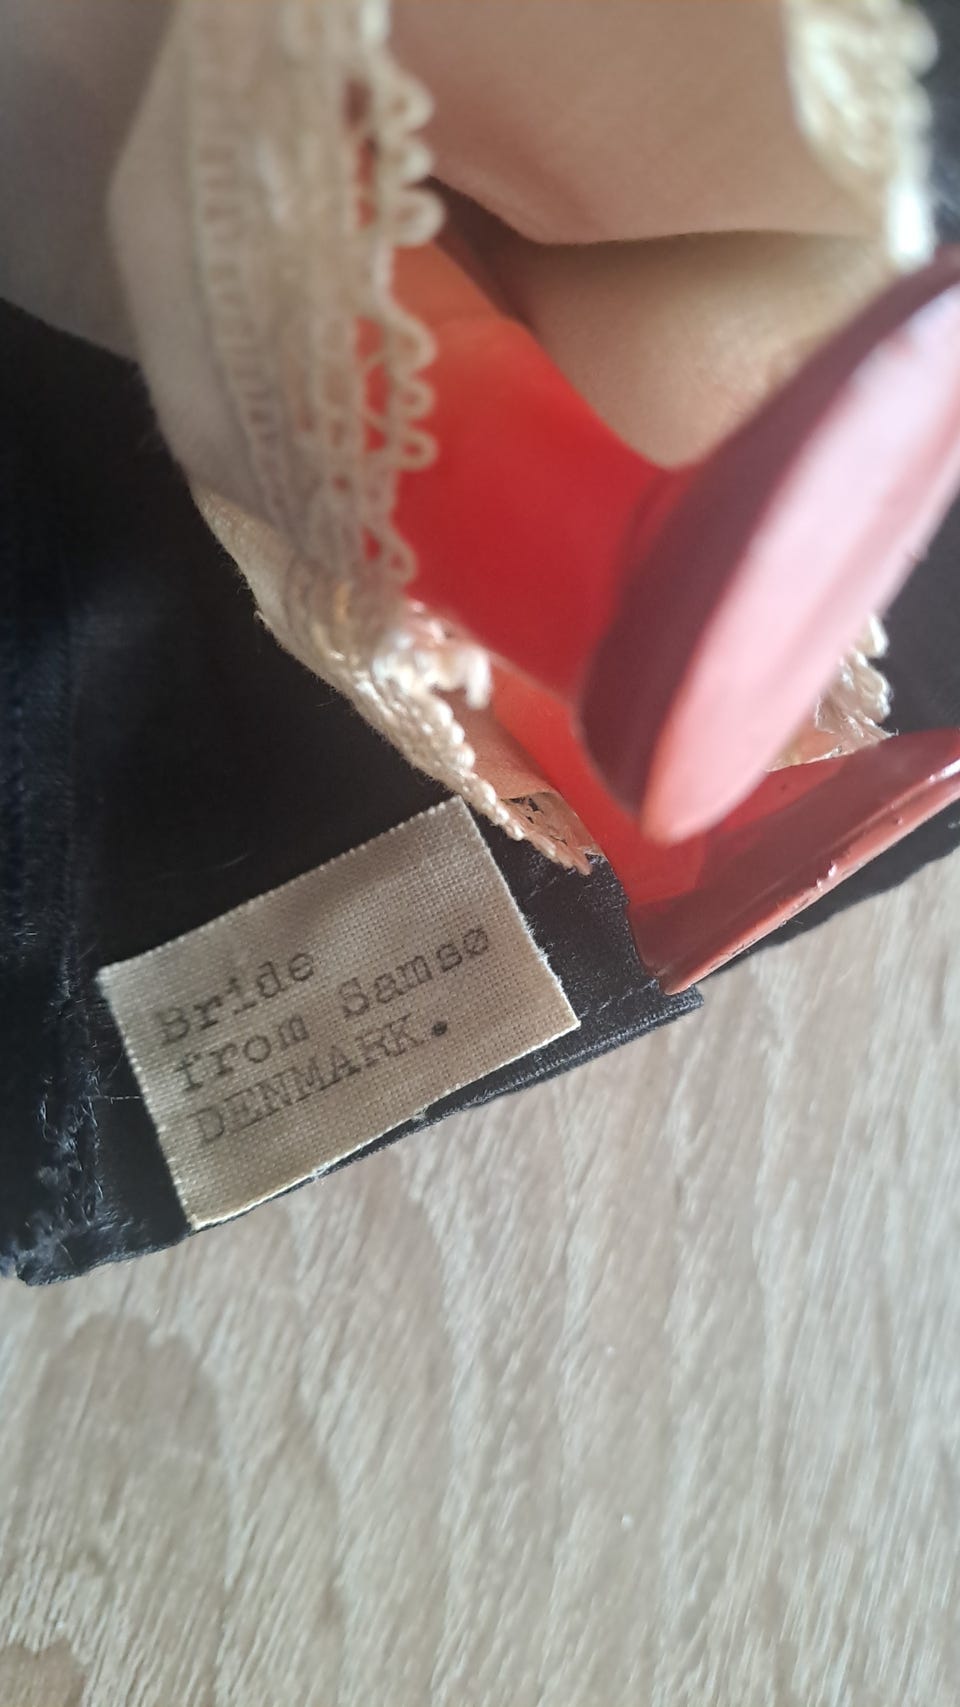 Bride
from Samsø
DENMARK.